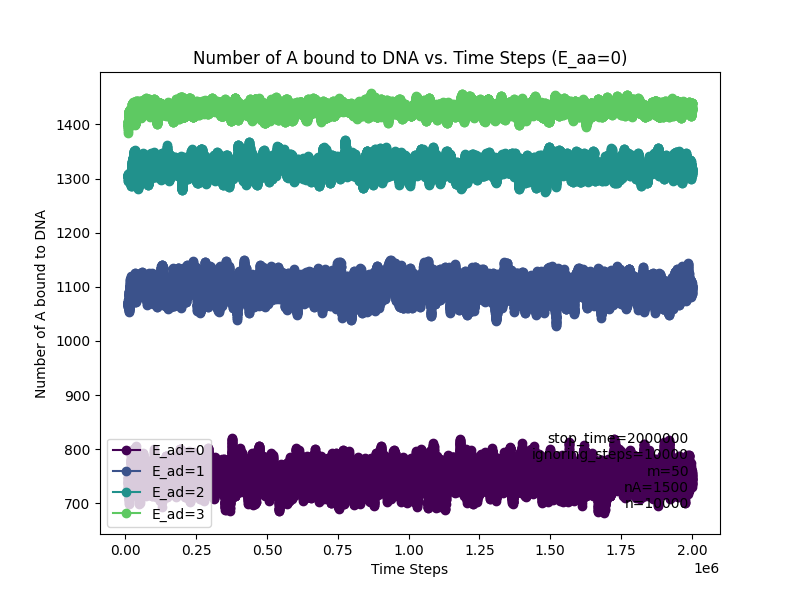 Number of A bound to DNA vs. Time Steps (E_aa=0)
Number of A bound to DNA
1400
1300
1200
1100
1000
900
800
700
E_ad=0
E_ad=1
E_ad=2
E_ad=3
stop_time=2000000
ignoring_steps=10000
m=50
nA=1500
n=10000
0.00 0.25 0.50 0.75 1.00 1.25 1.50 1.75 2.00
1e6
Time Steps